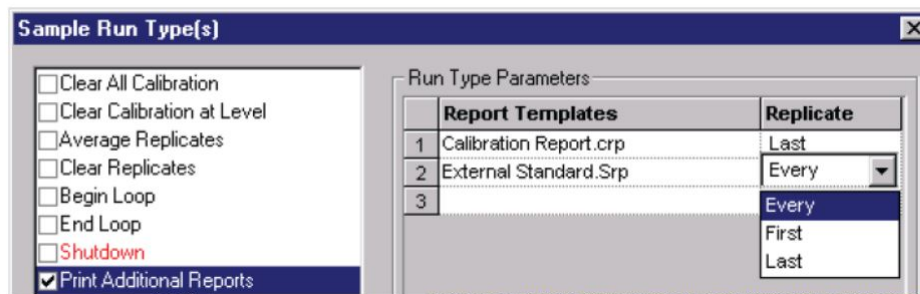 Sample Run Type(s)
Clear All Calibration
Clear Calibration at Level
Average Replicates
Clear Replicates
Begin Loop
End Loop
Shutdown
Print Additional Reports
Run Type Parameters
Report Templates Replicate
1 Calibration Report.crp Last
2 External Standard.Srp Every
3
Every
First
Last